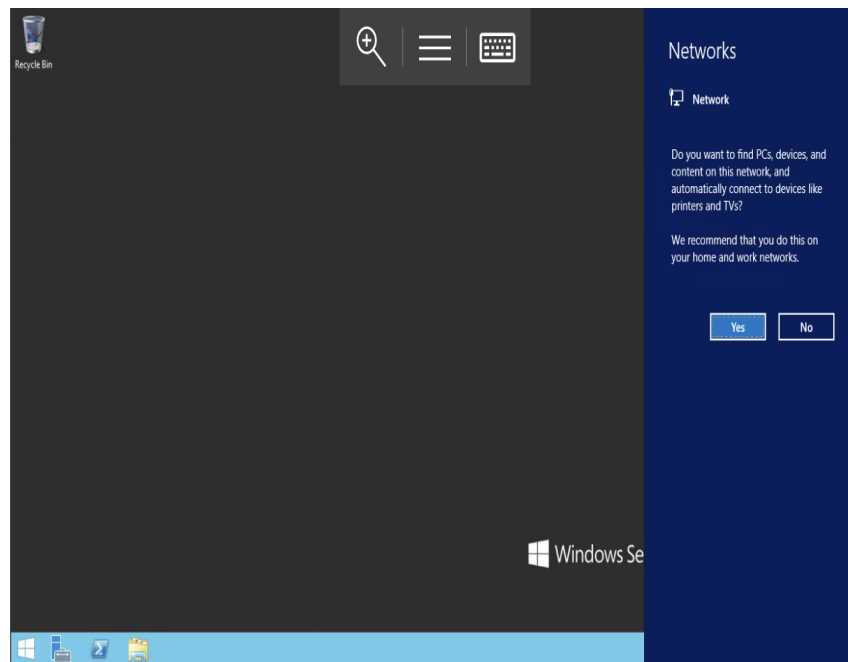 Recycle Bin
Networks
Network
Do you want to find PCs, devices, and
content on this network, and
automatically connect to devices like
printers and TVs?
We recommend that you do this on
your home and work networks.
Yes No
Windows Se